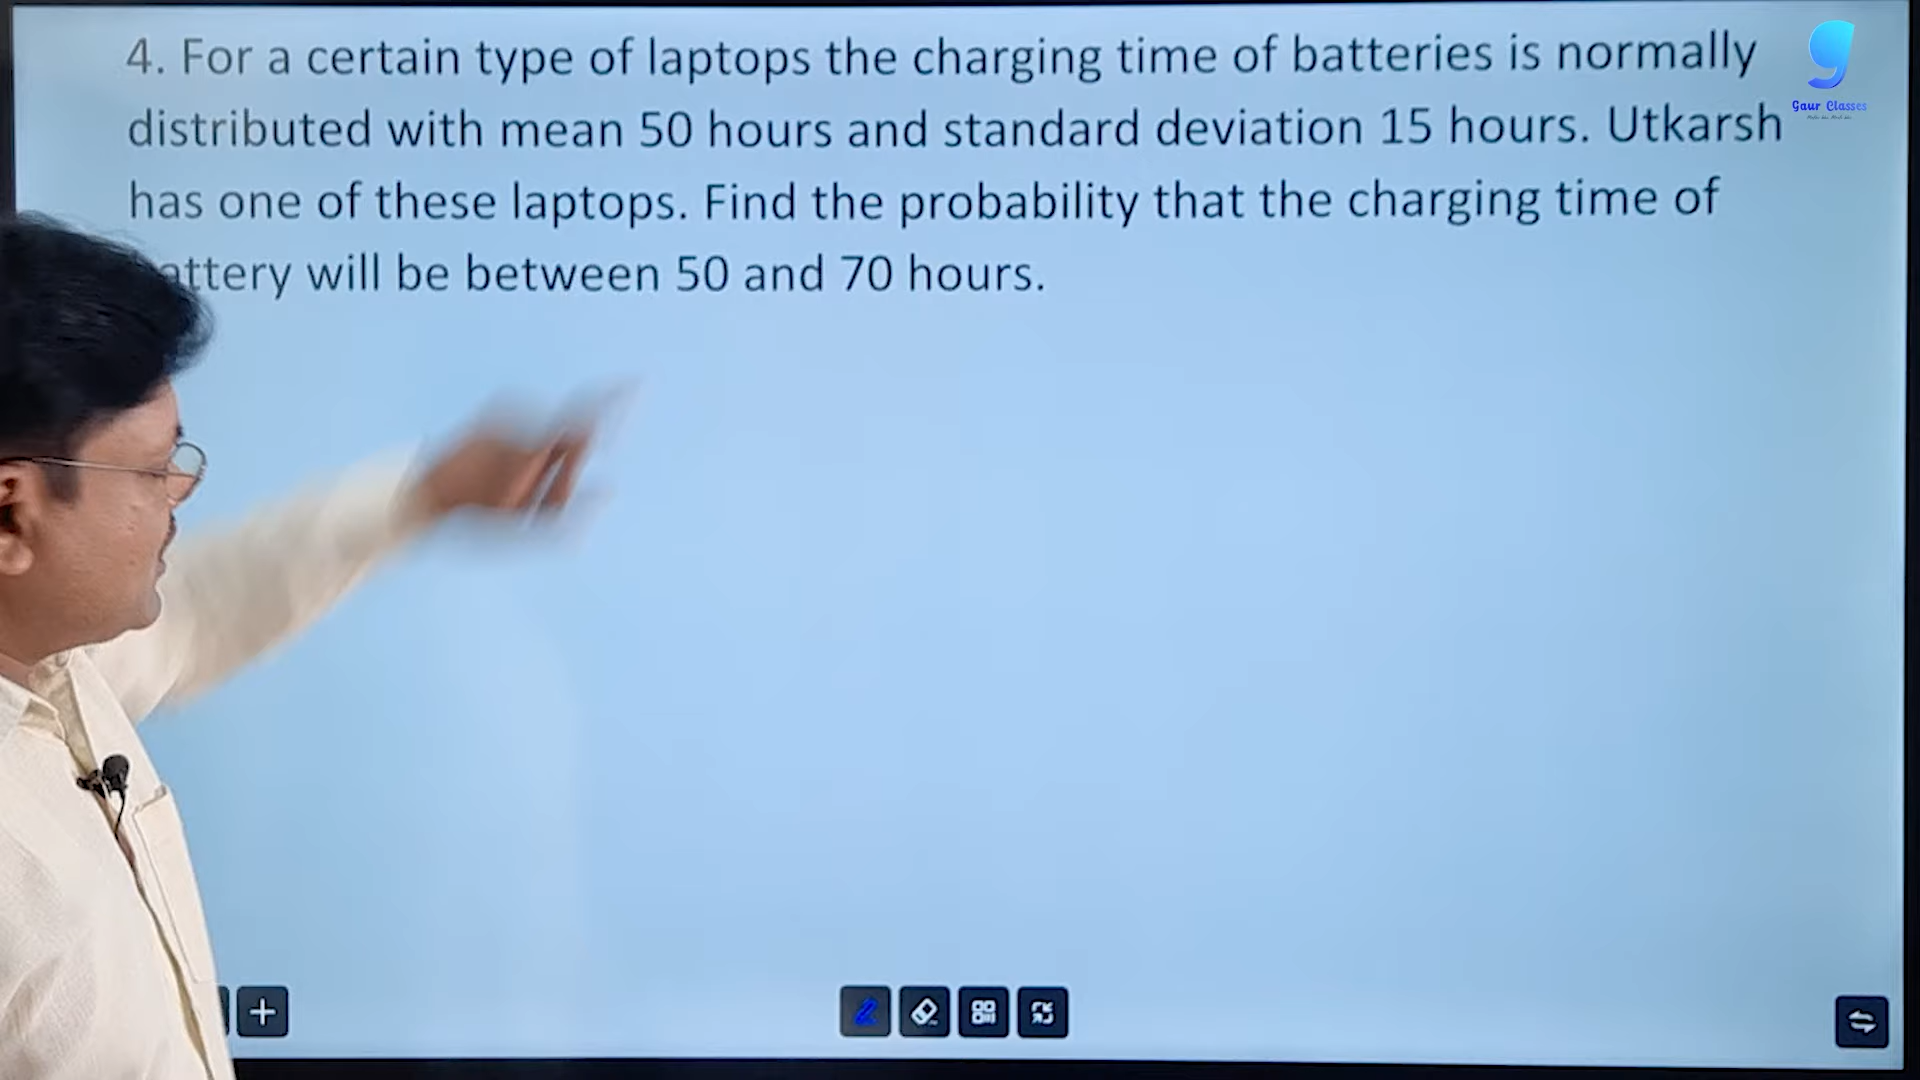 4. For a certain type of laptops the charging time of batteries is normally
distributed with mean 50 hours and standard deviation 15 hours. Utkarsh
has one of these laptops. Find the probability that the charging time of
attery will be between 50 and 70 hours.
Gaur Classes